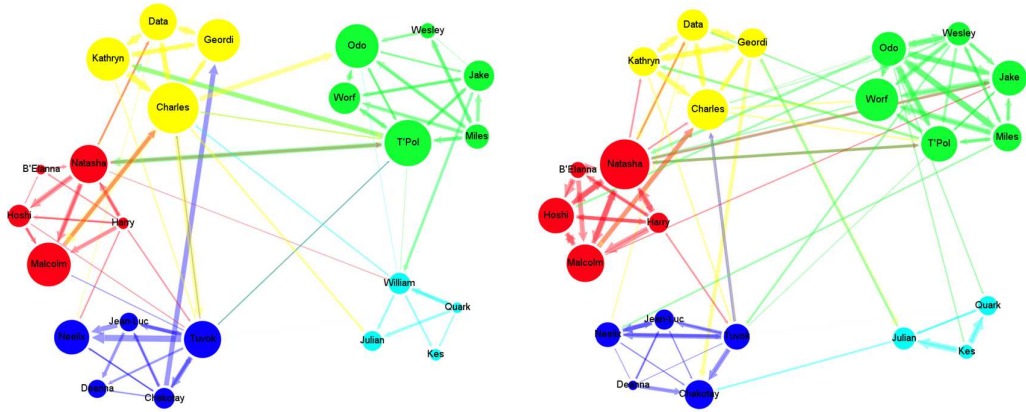 Data
Geordi
Kathryn
Charles
Odo
Wesley
Jake
Worf
T'Pol
Miles
B'Elanna
Natasha
Hoshi
Harry
Malcolm
William
Quark
Julian
Kes
Jean-Luc
Neelix
Tuvok
Deanna
Chakotay
Data
Geordi
Kathryn
Charles
Odo
Wesley
Jake
Worf
T'Pol
Miles
B'Elanna
Natasha
Hoshi
Harry
Malcolm
Quark
Julian
Kes
Jean-Luc
Neelix
Tuvok
Deanna
Chakotay